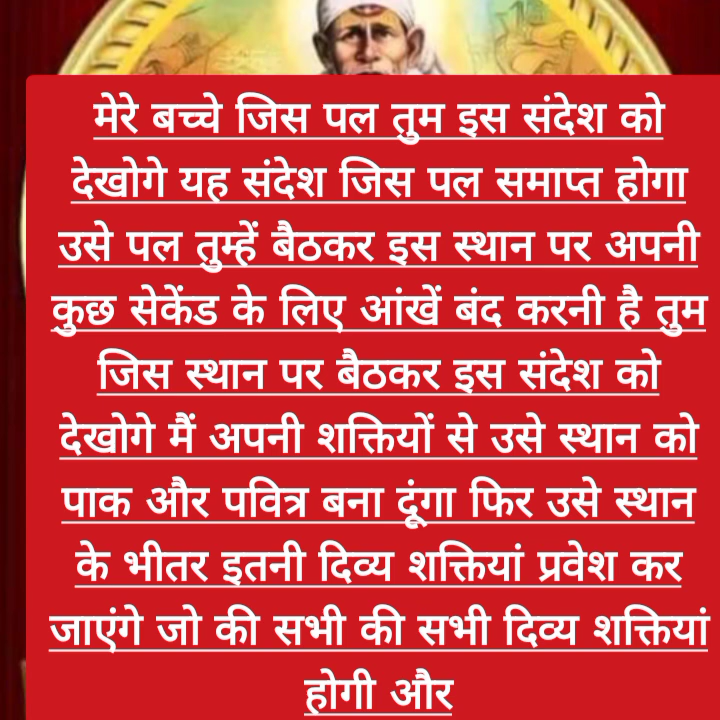 मेरे बच्चे जिस पल तुम इस संदेश को
देखोगे यह संदेश जिस पल समाप्त होगा
उसे पल तुम्हें बैठकर इस स्थान पर अपनी
कुछ सेकेंड के लिए आंखें बंद करनी है तुम
जिस स्थान पर बैठकर इस संदेश को
देखोगे मैं अपनी शक्तियों से उसे स्थान को
पाक और पवित्र बना दूंगा फिर उसे स्थान
के भीतर इतनी दिव्य शक्तियां प्रवेश कर
जाएंगे जो की सभी की सभी दिव्य शक्तियां
होगी और